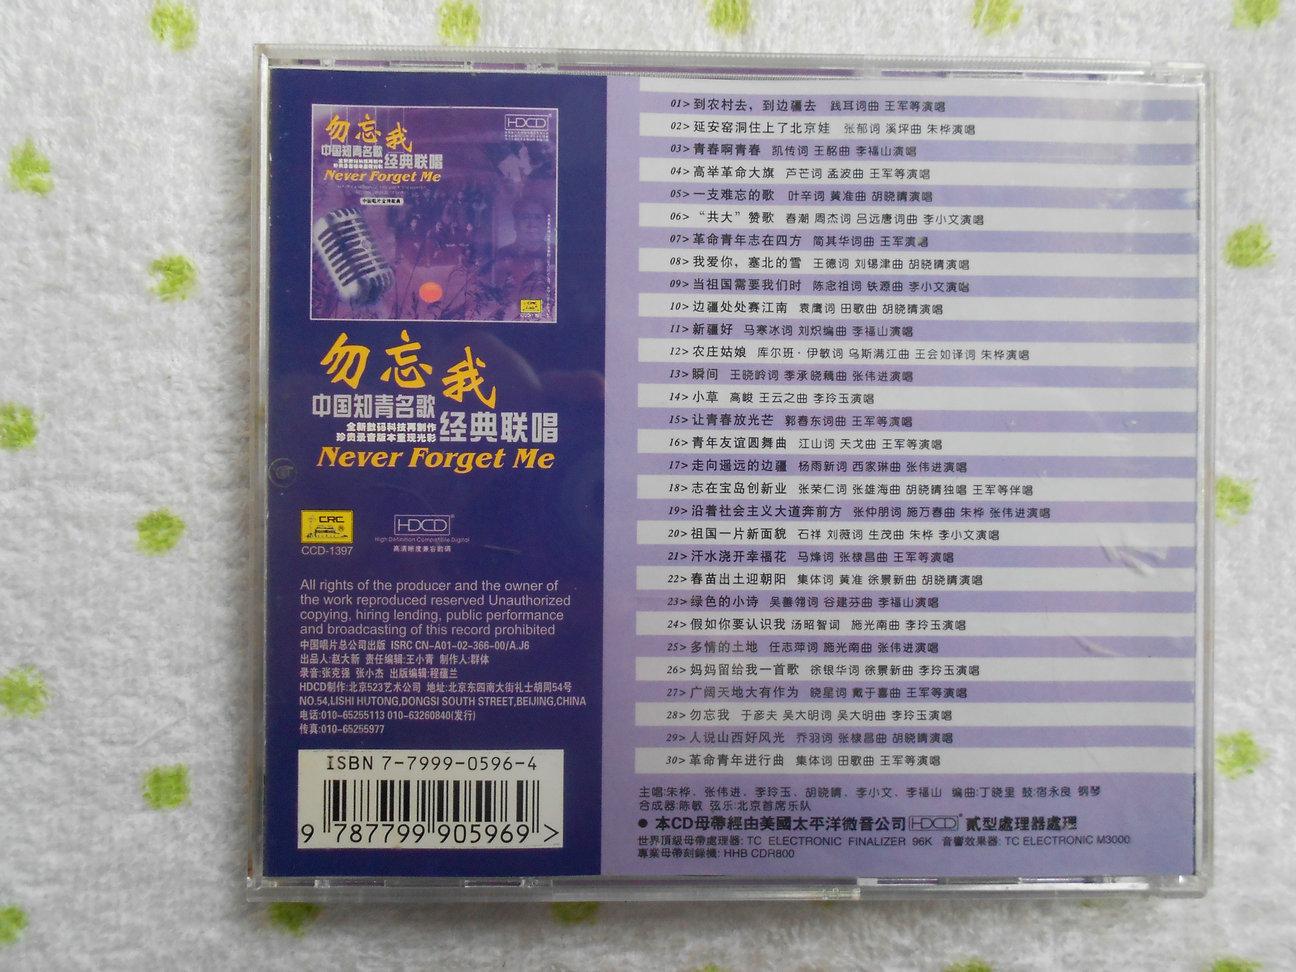 勿忘我
HDCD
中国知青名歌
经典联唱
全新数码科技再制作
珍贵录音版本重现光彩
Never Forget Me
勿忘我
中国知青名歌
全新数码科技再制作
珍贵录音版本重现光彩
经典联唱
Never Forget Me
CRC
CCD-1397
HDCD
High Definition Compatible Digital
高清晰度兼容数码
All rights of the producer and the owner of
the work reproduced reserved Unauthorized
copying, hiring lending, public performance
and broadcasting of this record prohibited
中国唱片总公司出版 ISRC CN-A01-02-366-00/A.J6
出品人:赵大新 责任编辑:王小青 制作人:群体
录音:张克强 张小杰 出版编辑:程蕴兰
HDCD制作:北京523艺术公司 地址:北京东四南大街礼士胡同54号
NO.54,LISHI HUTONG,DONGSI SOUTH STREET,BEIJING,CHINA
电话:010-65255113 010-63260840(发行)
传真:010-65255977
ISBN 7-7999-0596-4
9 787799 905969 >
01> 到农村去，到边疆去 践耳词曲 王军等演唱
02> 延安窑洞住上了北京娃 张郁词 溪坪曲 朱桦演唱
03> 青春啊青春 凯传词 王酩曲 李福山演唱
04> 高举革命大旗 芦芒词 孟波曲 王军等演唱
05> 一支难忘的歌 叶辛词 黄准曲 胡晓晴演唱
06> “共大”赞歌 春潮 周杰词 吕远唐词曲 李小文演唱
07> 革命青年志在四方 简其华词曲 王军演唱
08> 我爱你，塞北的雪 王德词 刘锡津曲 胡晓晴演唱
09> 当祖国需要我们时 陈念祖词 铁源曲 李小文演唱
10> 边疆处处赛江南 袁鹰词 田歌曲 胡晓晴演唱
11> 新疆好 马寒冰词 刘炽编曲 李福山演唱
12> 农庄姑娘 库尔班·伊敏词 乌斯满江曲 王会如译词 朱桦演唱
13> 瞬间 王晓岭词 季承 晓藕曲 张伟进演唱
14> 小草 高峻 王云之曲 李玲玉演唱
15> 让青春放光芒 郭春东词曲 王军等演唱
16> 青年友谊圆舞曲 江山词 天戈曲 王军等演唱
17> 走向遥远的边疆 杨雨新词 西家琳曲 张伟进演唱
18> 志在宝岛创新业 张荣仁词 张雄海曲 胡晓晴独唱 王军等伴唱
19> 沿着社会主义大道奔前方 张仲朋词 施万春曲 朱桦 张伟进演唱
20> 祖国一片新面貌 石祥 刘薇词 生茂曲 朱桦 李小文演唱
21> 汗水浇开幸福花 马烽词 张棣昌曲 王军等演唱
22> 春苗出土迎朝阳 集体词 黄准 徐景新曲 胡晓晴演唱
23> 绿色的小诗 吴善翎词 谷建芬曲 李福山演唱
24> 假如你要认识我 汤昭智词 施光南曲 李玲玉演唱
25> 多情的土地 任志萍词 施光南曲 张伟进演唱
26> 妈妈留给我一首歌 徐银华词 徐景新曲 李玲玉演唱
27> 广阔天地大有作为 晓星词 戴于喜曲 王军等演唱
28> 勿忘我 于彦夫 吴大明词 吴大明曲 李玲玉演唱
29> 人说山西好风光 乔羽词 张棣昌曲 胡晓晴演唱
30> 革命青年进行曲 集体词 田歌曲 王军等演唱
主唱:朱桦、张伟进、李玲玉、胡晓晴、李小文、李福山 编曲:丁晓里 鼓:宿永良 钢琴
合成器:陈敏 弦乐:北京首席乐队
● 本CD母帶經由美國太平洋微音公司 HDCD 貳型處理器處理
世界頂級母帶處理器: TC ELECTRONIC FINALIZER 96K 音響效果器: TC ELECTRONIC M3000
專業母帶刻錄機: HHB CDR800